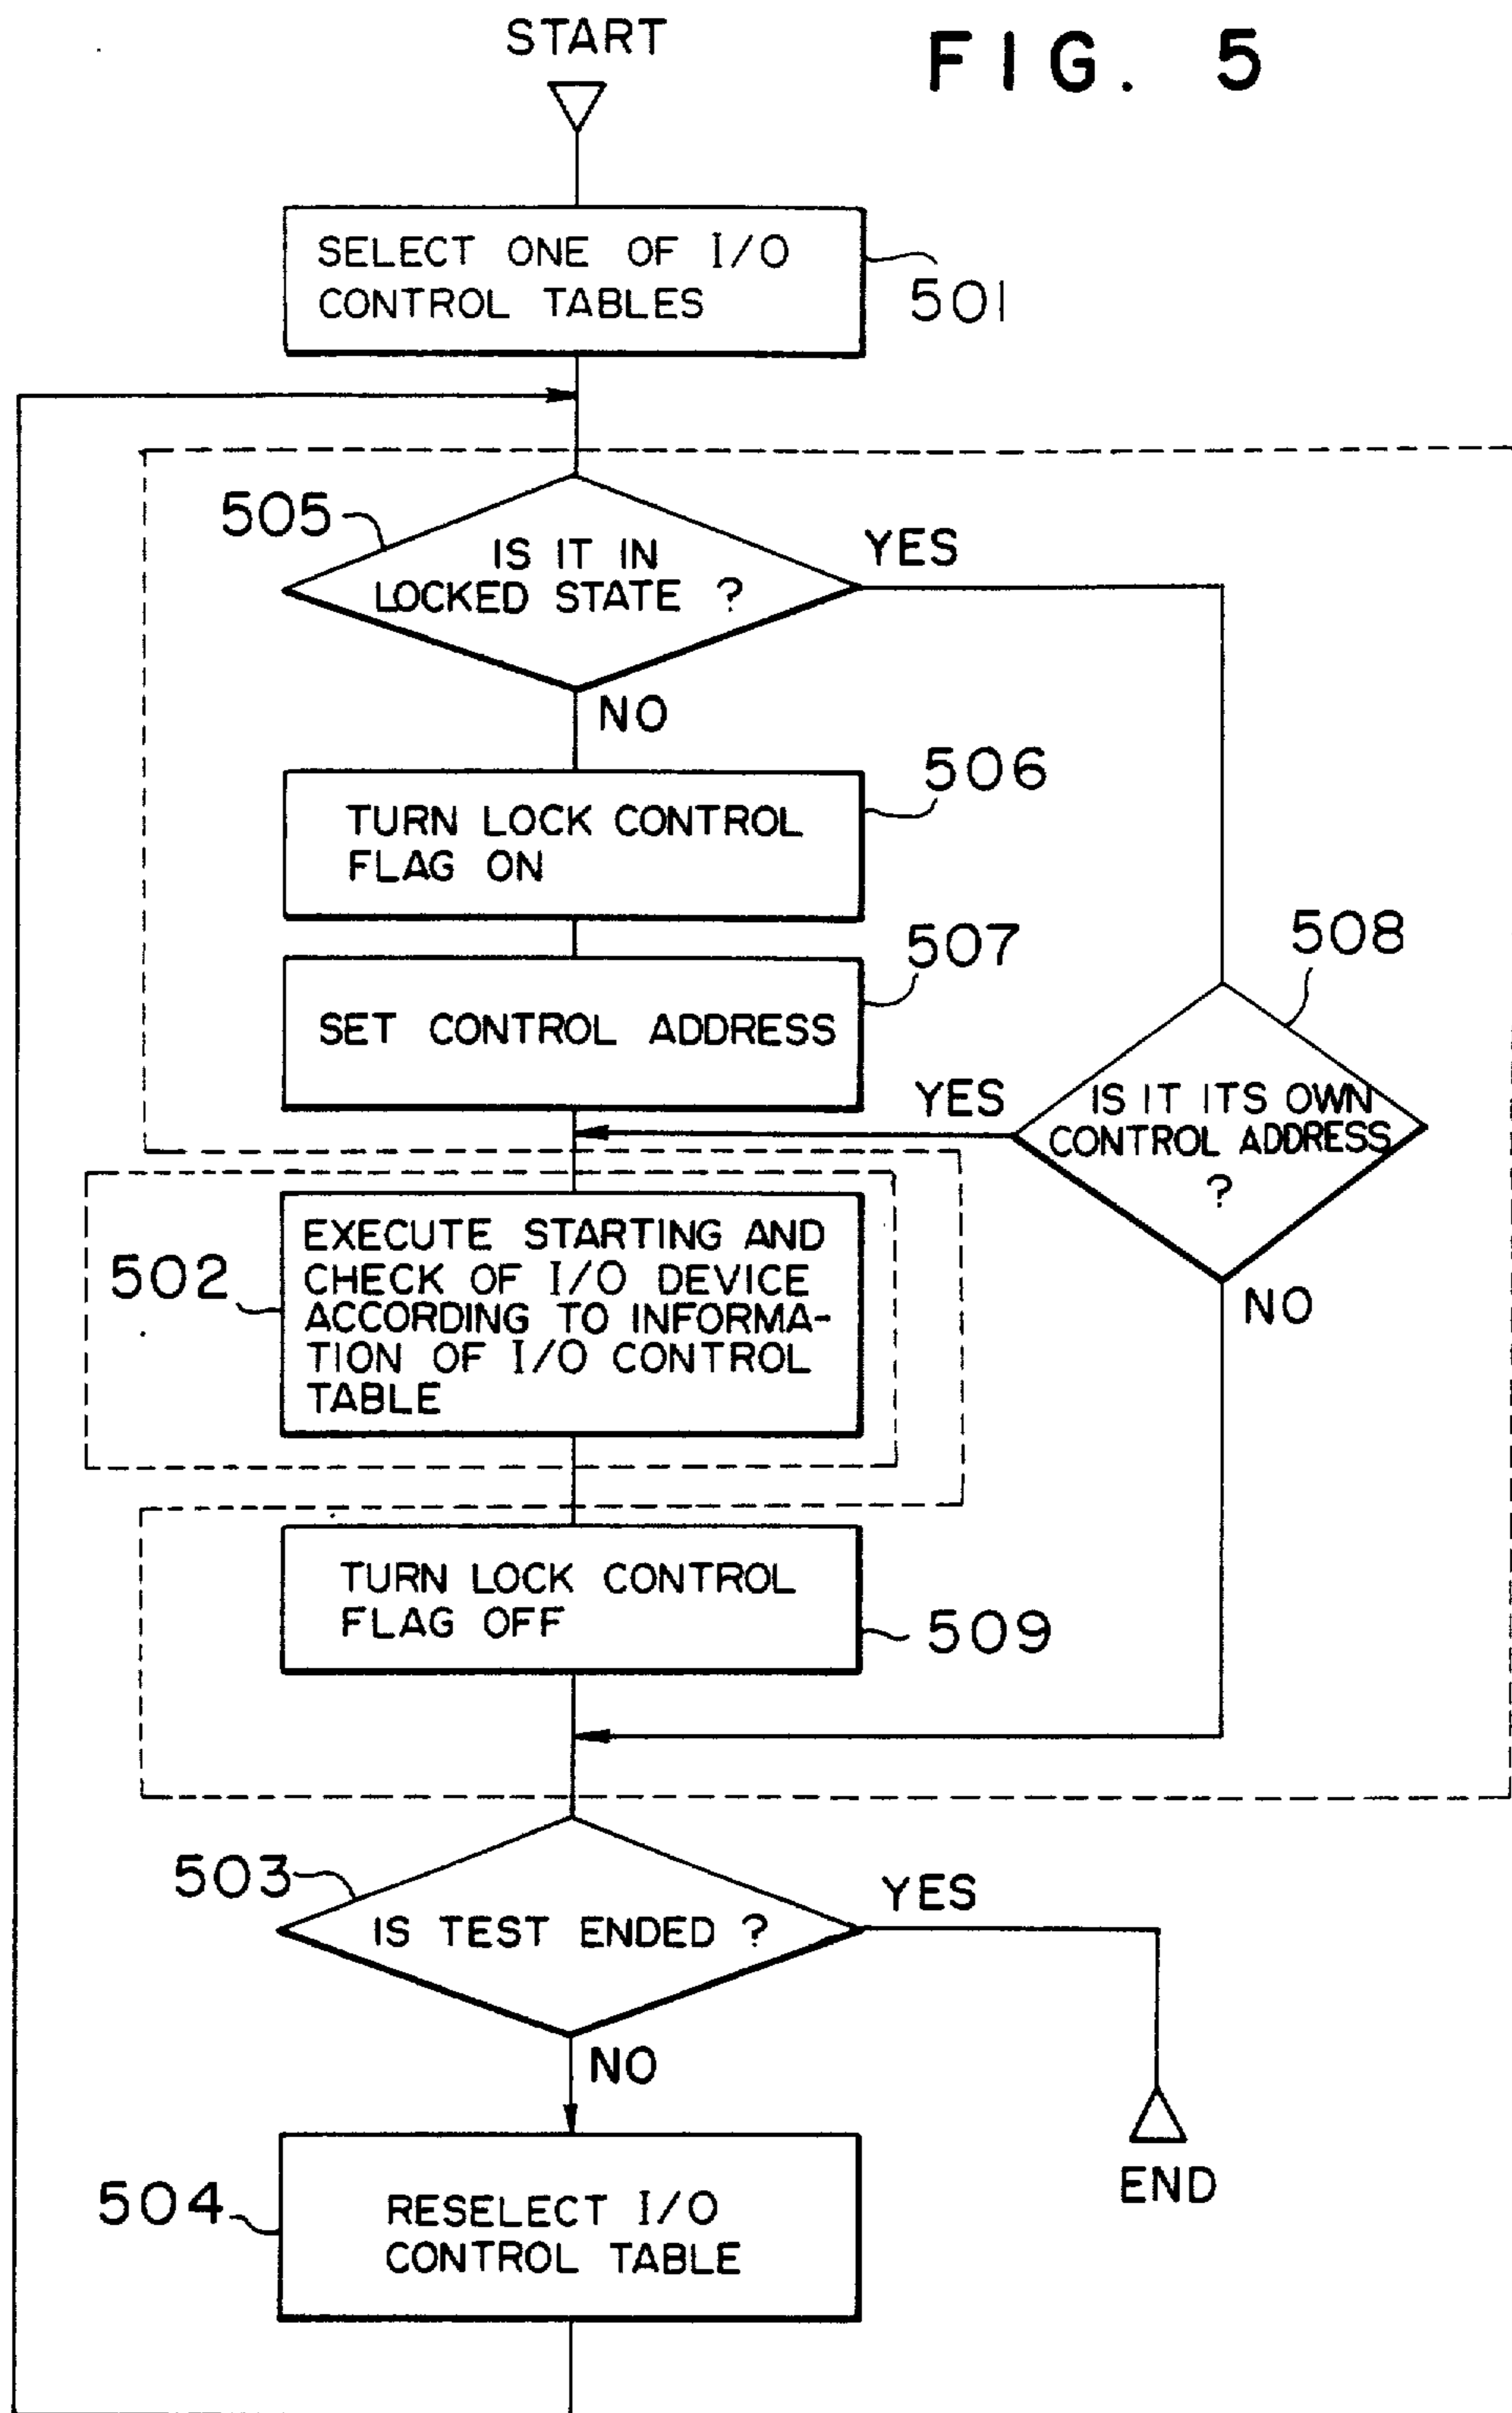 START
FIG. 5
SELECT ONE OF I/O
CONTROL TABLES
501
505
IS IT IN
LOCKED STATE ?
YES
NO
506
TURN LOCK CONTROL
FLAG ON
507
SET CONTROL ADDRESS
508
IS IT ITS OWN
CONTROL ADDRESS
?
YES
NO
502
EXECUTE STARTING AND
CHECK OF I/O DEVICE
ACCORDING TO INFORMA-
TION OF I/O CONTROL
TABLE
TURN LOCK CONTROL
FLAG OFF
509
503
IS TEST ENDED ?
YES
NO
END
504
RESELECT I/O
CONTROL TABLE